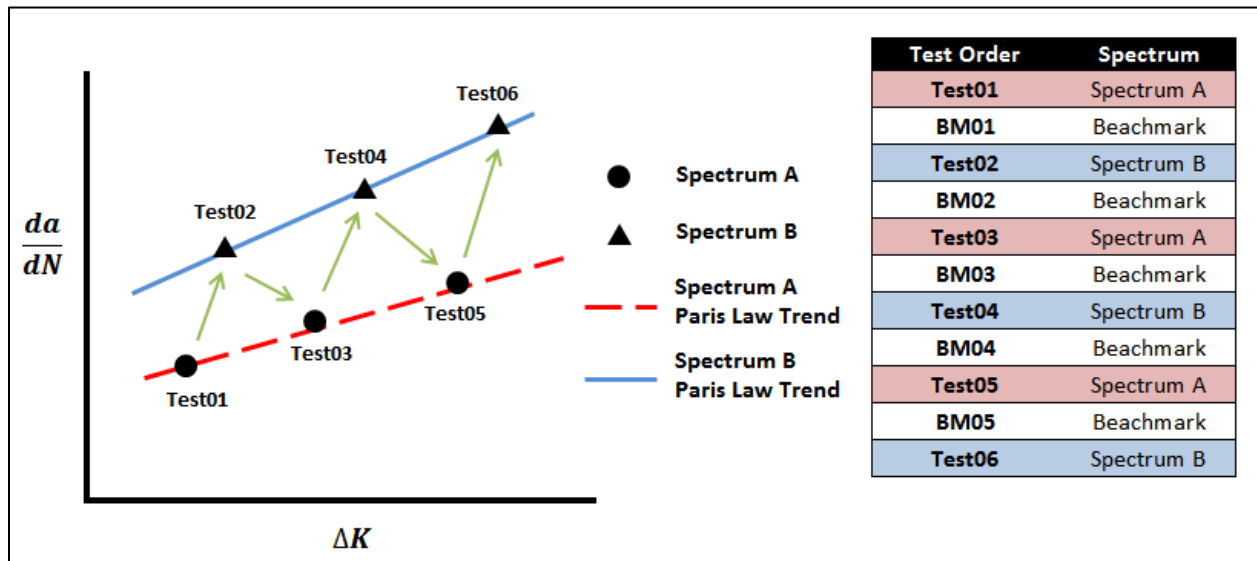 Test06
Test04
Test02
da
dN
Test05
Test03
Test01
ΔK
Spectrum A
Spectrum B
Spectrum A
Paris Law Trend
Spectrum B
Paris Law Trend
Test Order Spectrum
Test01 Spectrum A
BM01 Beachmark
Test02 Spectrum B
BM02 Beachmark
Test03 Spectrum A
BM03 Beachmark
Test04 Spectrum B
BM04 Beachmark
Test05 Spectrum A
BM05 Beachmark
Test06 Spectrum B